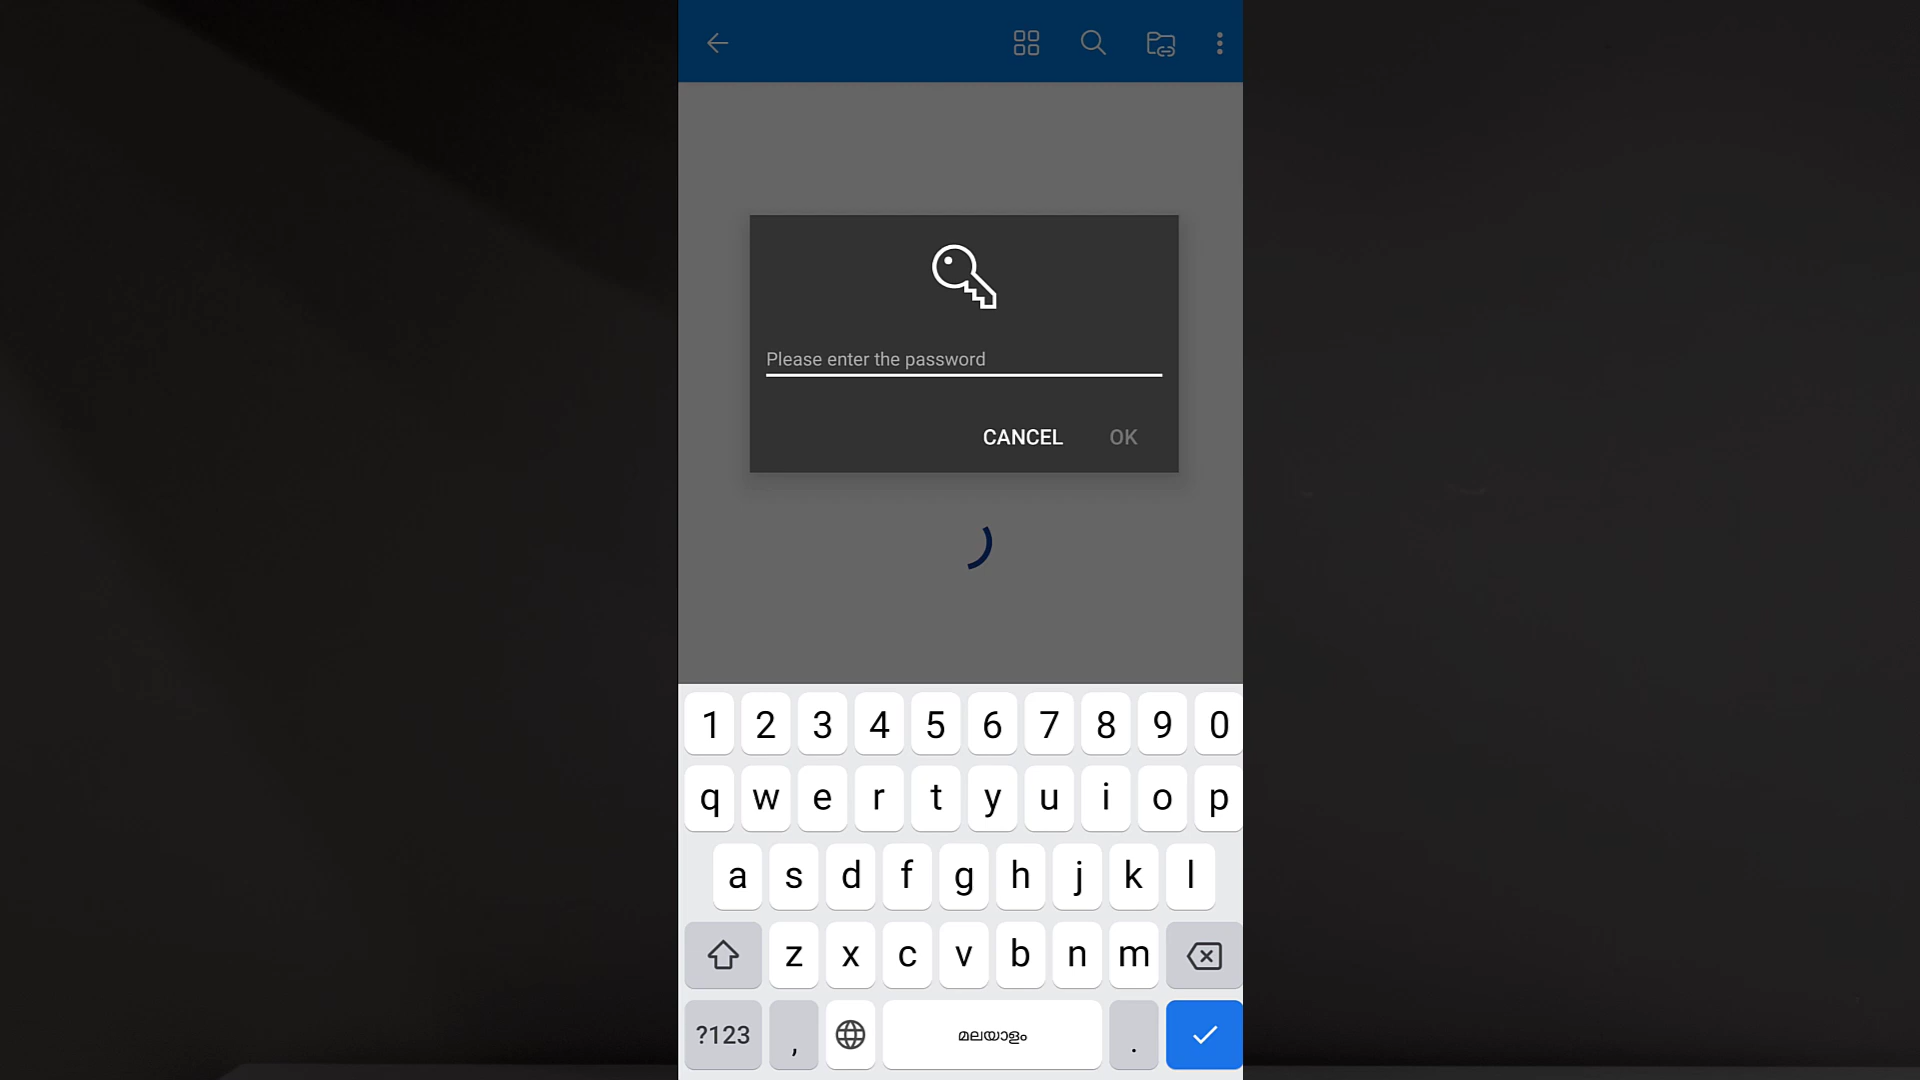 Please enter the password
CANCEL OK
1 2 3 4 5 6 7 8 9 0
q w e r t y u i o p
a s d f g h j k l
z x c v b n m
?123 , മലയാളം .